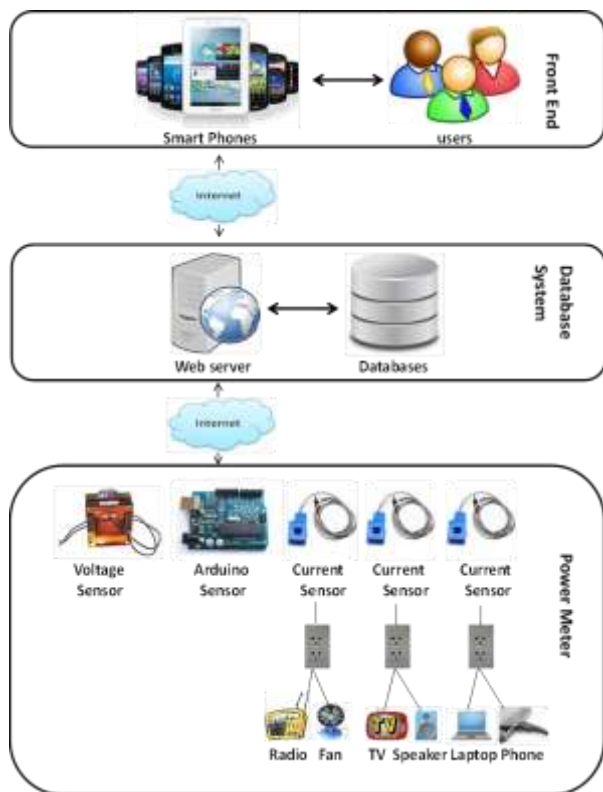 Front End
Smart Phones
users
Internet
Database
System
Web server
Databases
Internet
Power Meter
Voltage
Sensor
Arduino
Sensor
Current
Sensor
Current
Sensor
Current
Sensor
TV
Radio
Fan
TV
Speaker
Laptop
Phone